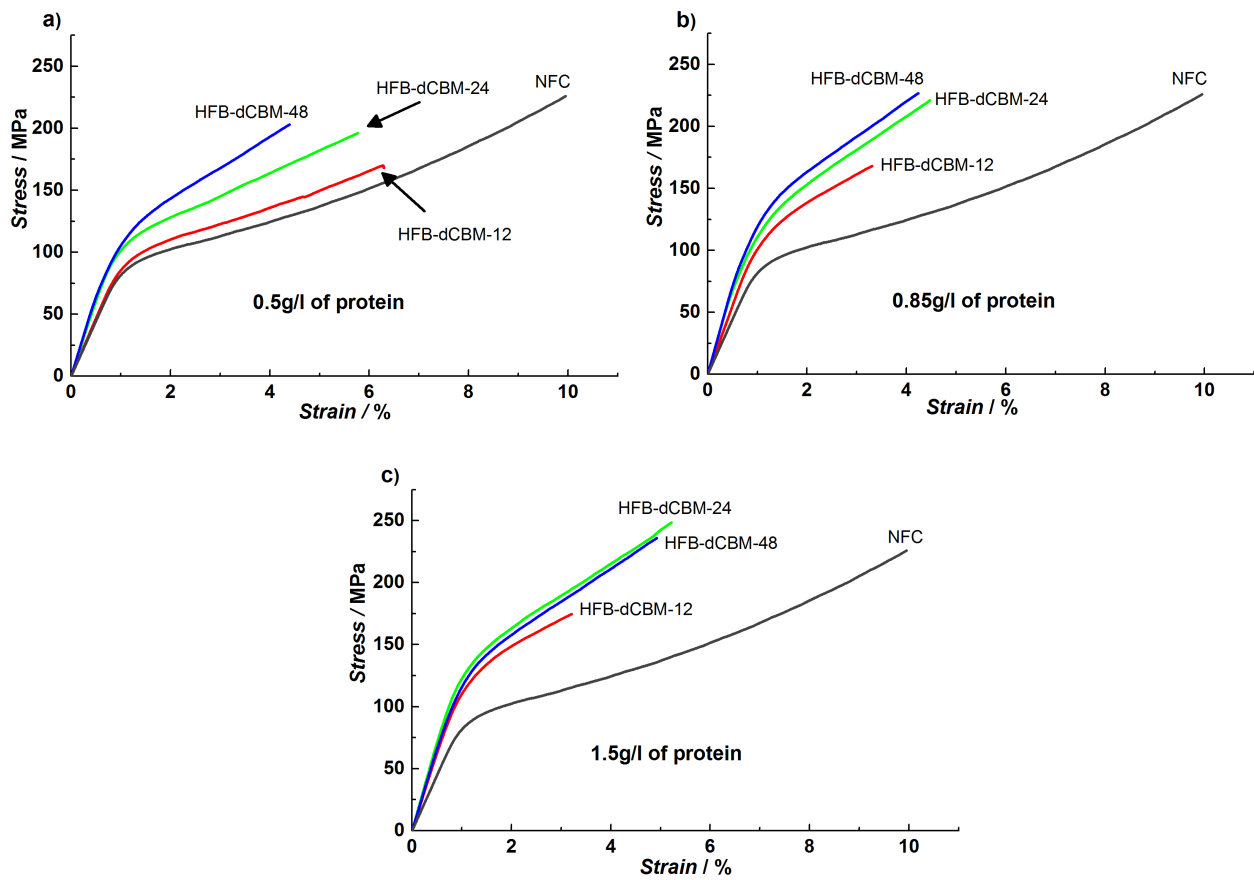 a)
Stress / MPa
250
200
150
100
50
0
HFB-dCBM-48
HFB-dCBM-24
NFC
HFB-dCBM-12
0.5g/l of protein
0 2 4 6 8 10
Strain / %
b)
Stress / MPa
250
200
150
100
50
0
HFB-dCBM-48
HFB-dCBM-24
NFC
HFB-dCBM-12
0.85g/l of protein
0 2 4 6 8 10
Strain / %
c)
Stress / MPa
250
200
150
100
50
0
HFB-dCBM-24
HFB-dCBM-48
NFC
HFB-dCBM-12
1.5g/l of protein
0 2 4 6 8 10
Strain / %